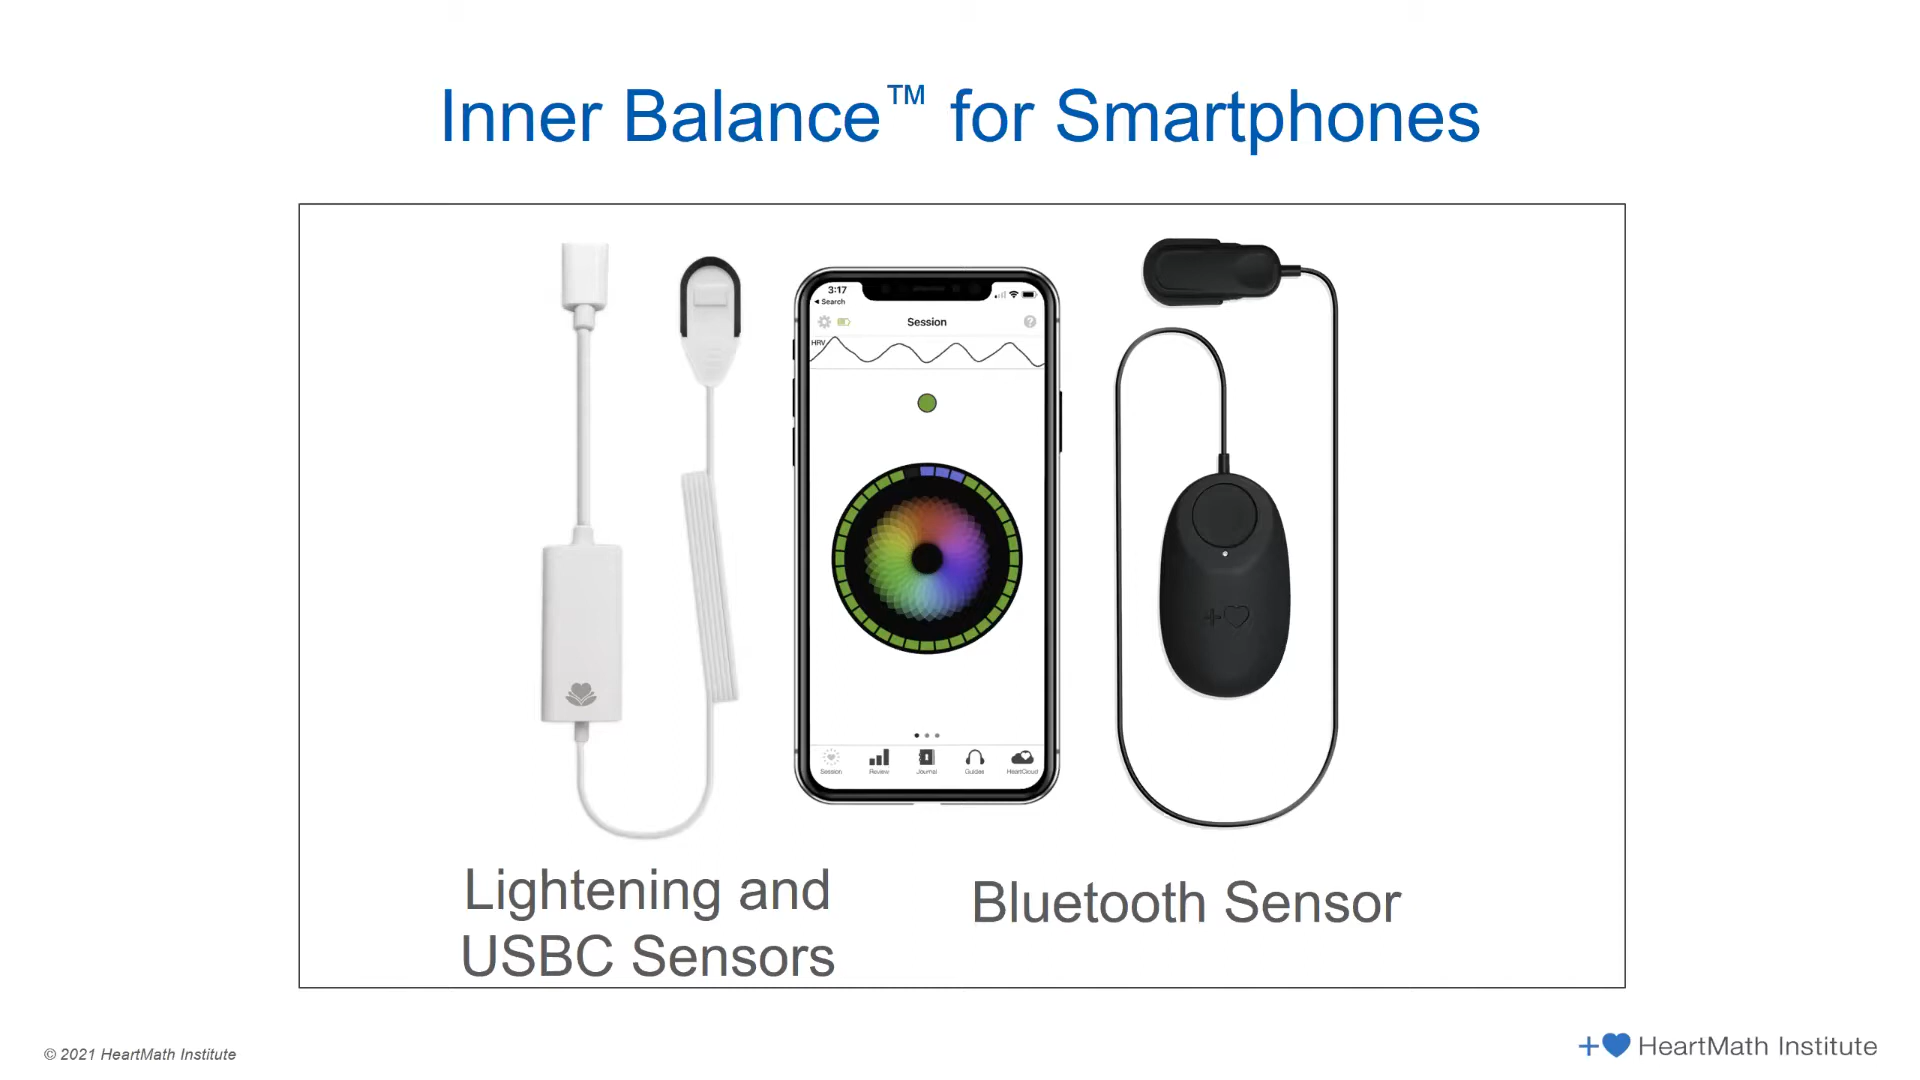 Inner Balance™ for Smartphones
3:17
Search
Session
?
HRV
Session
Review
Journal
Guides
HeartCloud
Lightening and
USBC Sensors
Bluetooth Sensor
© 2021 HeartMath Institute
HeartMath Institute